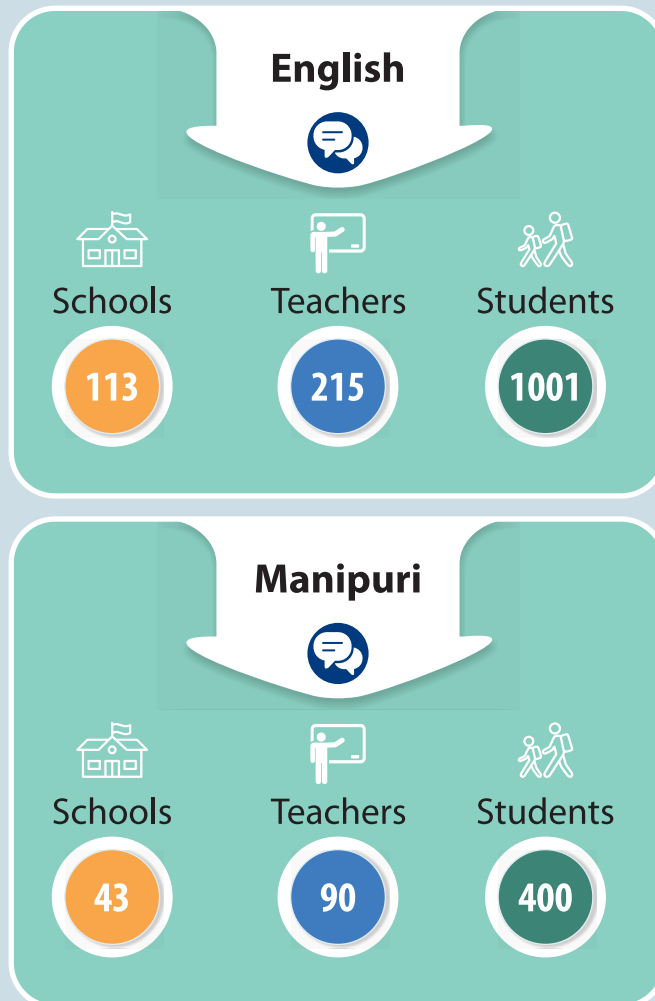 English
Schools Teachers Students
113 215 1001
Manipuri
Schools Teachers Students
43 90 400